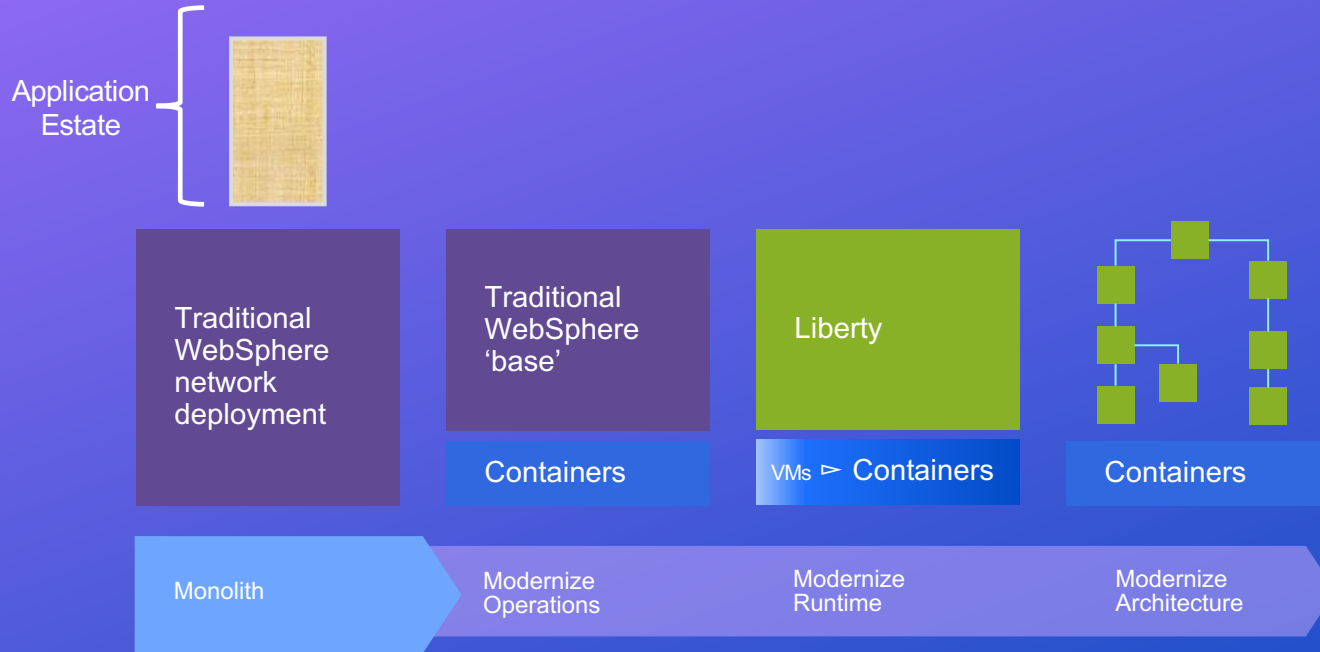 Application
Estate
Traditional
WebSphere
network
deployment
Traditional
WebSphere
‘base’
Containers
Liberty
VMs ➣ Containers
Containers
Monolith
Modernize
Operations
Modernize
Runtime
Modernize
Architecture